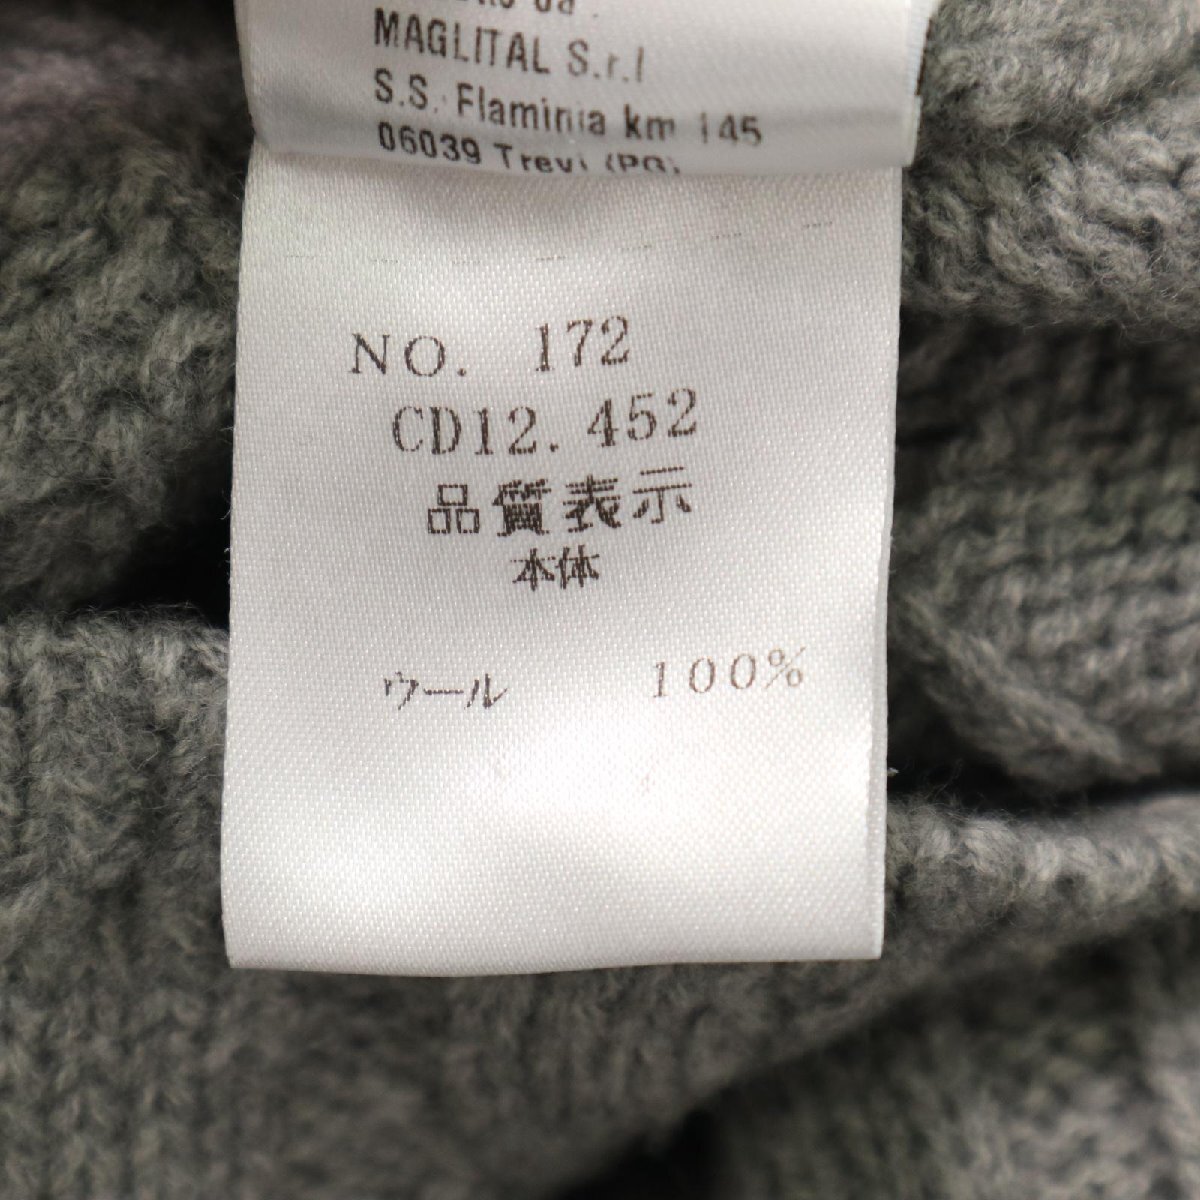 MAGLITAL S.r.l
S.S. Flaminia km 145
06039 Trevi (PG)
NO. 172
CD12. 452
品質表示
本体
ウール 100%